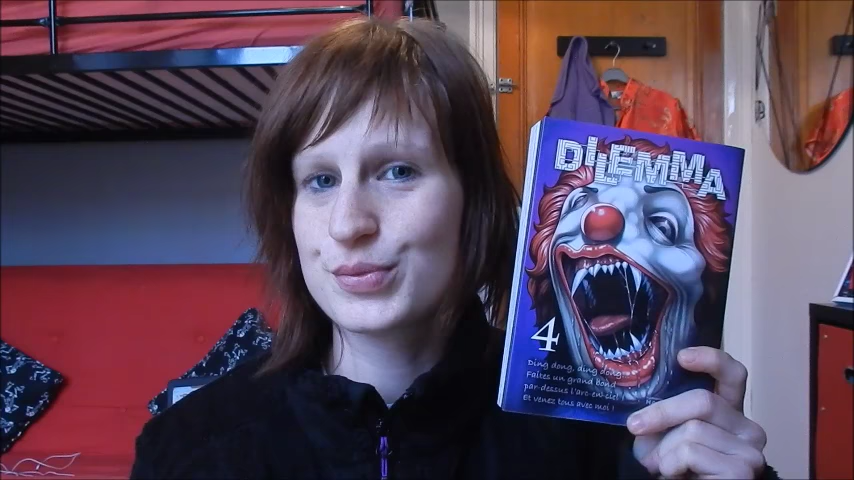 DILEMMA
4
Ding dong, ding dong
Faites un grand bond
par-dessus l'arc-en-ciel
Et venez tous avec moi !